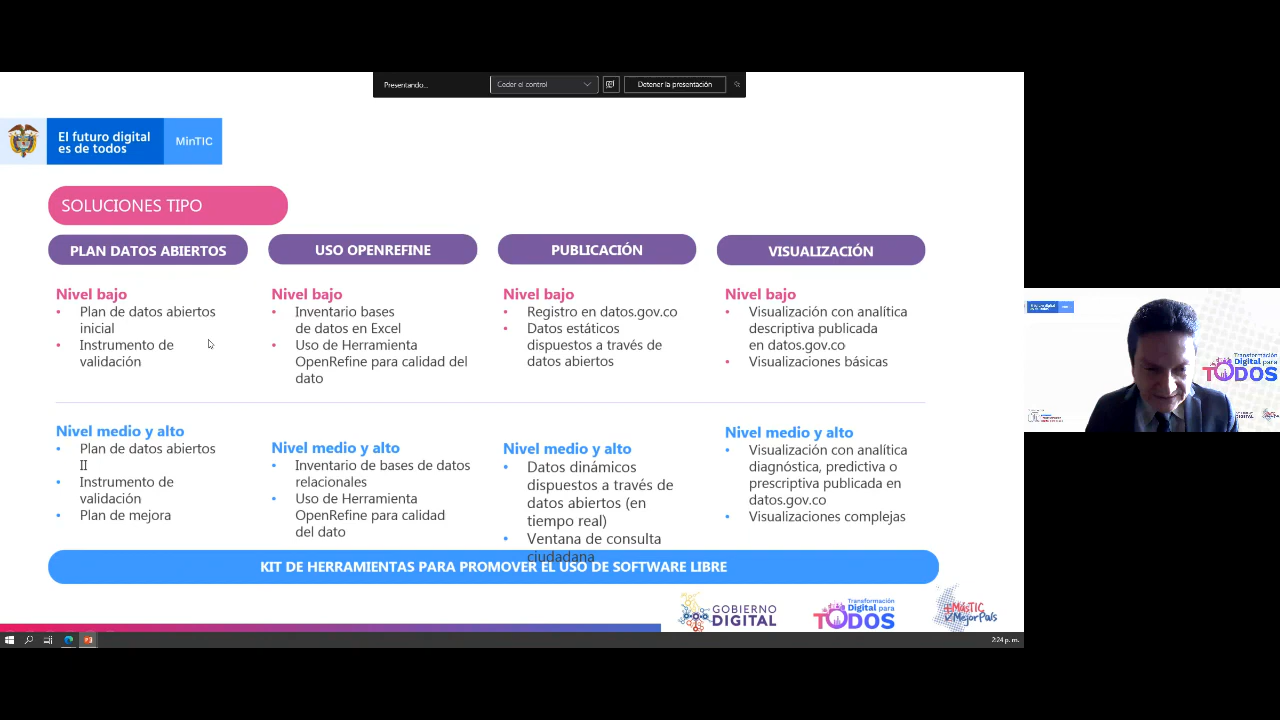 Presentando...
Ceder el control
Detener la presentación
El futuro digital
es de todos
MinTIC
SOLUCIONES TIPO
PLAN DATOS ABIERTOS
USO OPENREFINE
PUBLICACIÓN
VISUALIZACIÓN
Nivel bajo
• Plan de datos abiertos
inicial
• Instrumento de
validación
Nivel bajo
• Inventario bases
de datos en Excel
• Uso de Herramienta
OpenRefine para calidad del
dato
Nivel bajo
• Registro en datos.gov.co
• Datos estáticos
dispuestos a través de
datos abiertos
Nivel bajo
• Visualización con analítica
descriptiva publicada
en datos.gov.co
• Visualizaciones básicas
Nivel medio y alto
• Plan de datos abiertos
II
• Instrumento de
validación
• Plan de mejora
Nivel medio y alto
• Inventario de bases de datos
relacionales
• Uso de Herramienta
OpenRefine para calidad
del dato
Nivel medio y alto
• Datos dinámicos
dispuestos a través de
datos abiertos (en
tiempo real)
• Ventana de consulta
ciudadana
Nivel medio y alto
• Visualización con analítica
diagnóstica, predictiva o
prescriptiva publicada en
datos.gov.co
• Visualizaciones complejas
KIT DE HERRAMIENTAS PARA PROMOVER EL USO DE SOFTWARE LIBRE
GOBIERNO
DIGITAL
Transformación
Digital para
TODOS
+MásTIC
MejorPaís
2:24 p. m.
Transformación
Digital para
TODOS